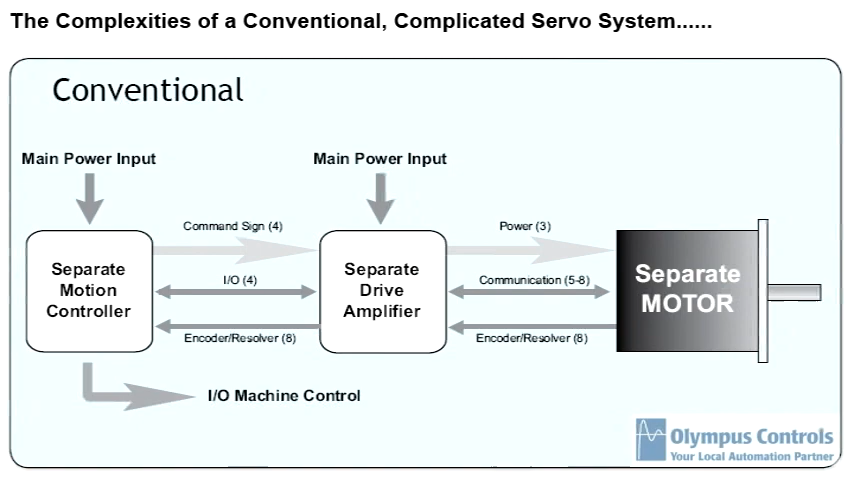 The Complexities of a Conventional, Complicated Servo System......
Conventional
Main Power Input
Main Power Input
Command Sign (4)
Power (3)
Separate
Motion
Controller
I/O (4)
Separate
Drive
Amplifier
Communication (5-8)
Separate
MOTOR
Encoder/Resolver (8)
Encoder/Resolver (8)
I/O Machine Control
Olympus Controls
Your Local Automation Partner